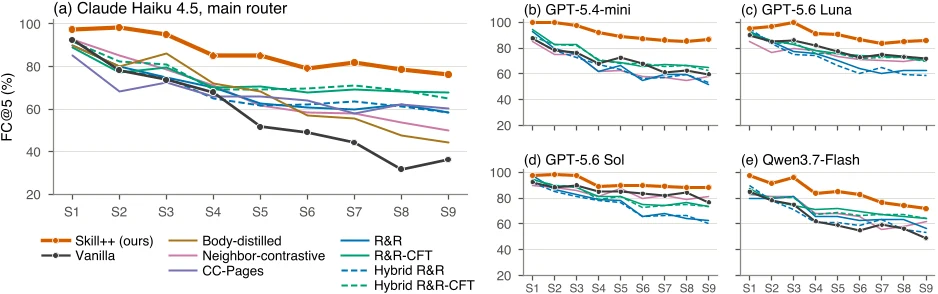 (a) Claude Haiku 4.5, main router
FC@5 (%)
100
80
60
40
20
S1 S2 S3 S4 S5 S6 S7 S8 S9
Skill++ (ours)
Vanilla
Body-distilled
Neighbor-contrastive
CC-Pages
R&R
R&R-CFT
Hybrid R&R
Hybrid R&R-CFT
(b) GPT-5.4-mini
100
80
60
40
20
(c) GPT-5.6 Luna
(d) GPT-5.6 Sol
100
80
60
40
20
S1 S2 S3 S4 S5 S6 S7 S8 S9
(e) Qwen3.7-Flash
S1 S2 S3 S4 S5 S6 S7 S8 S9